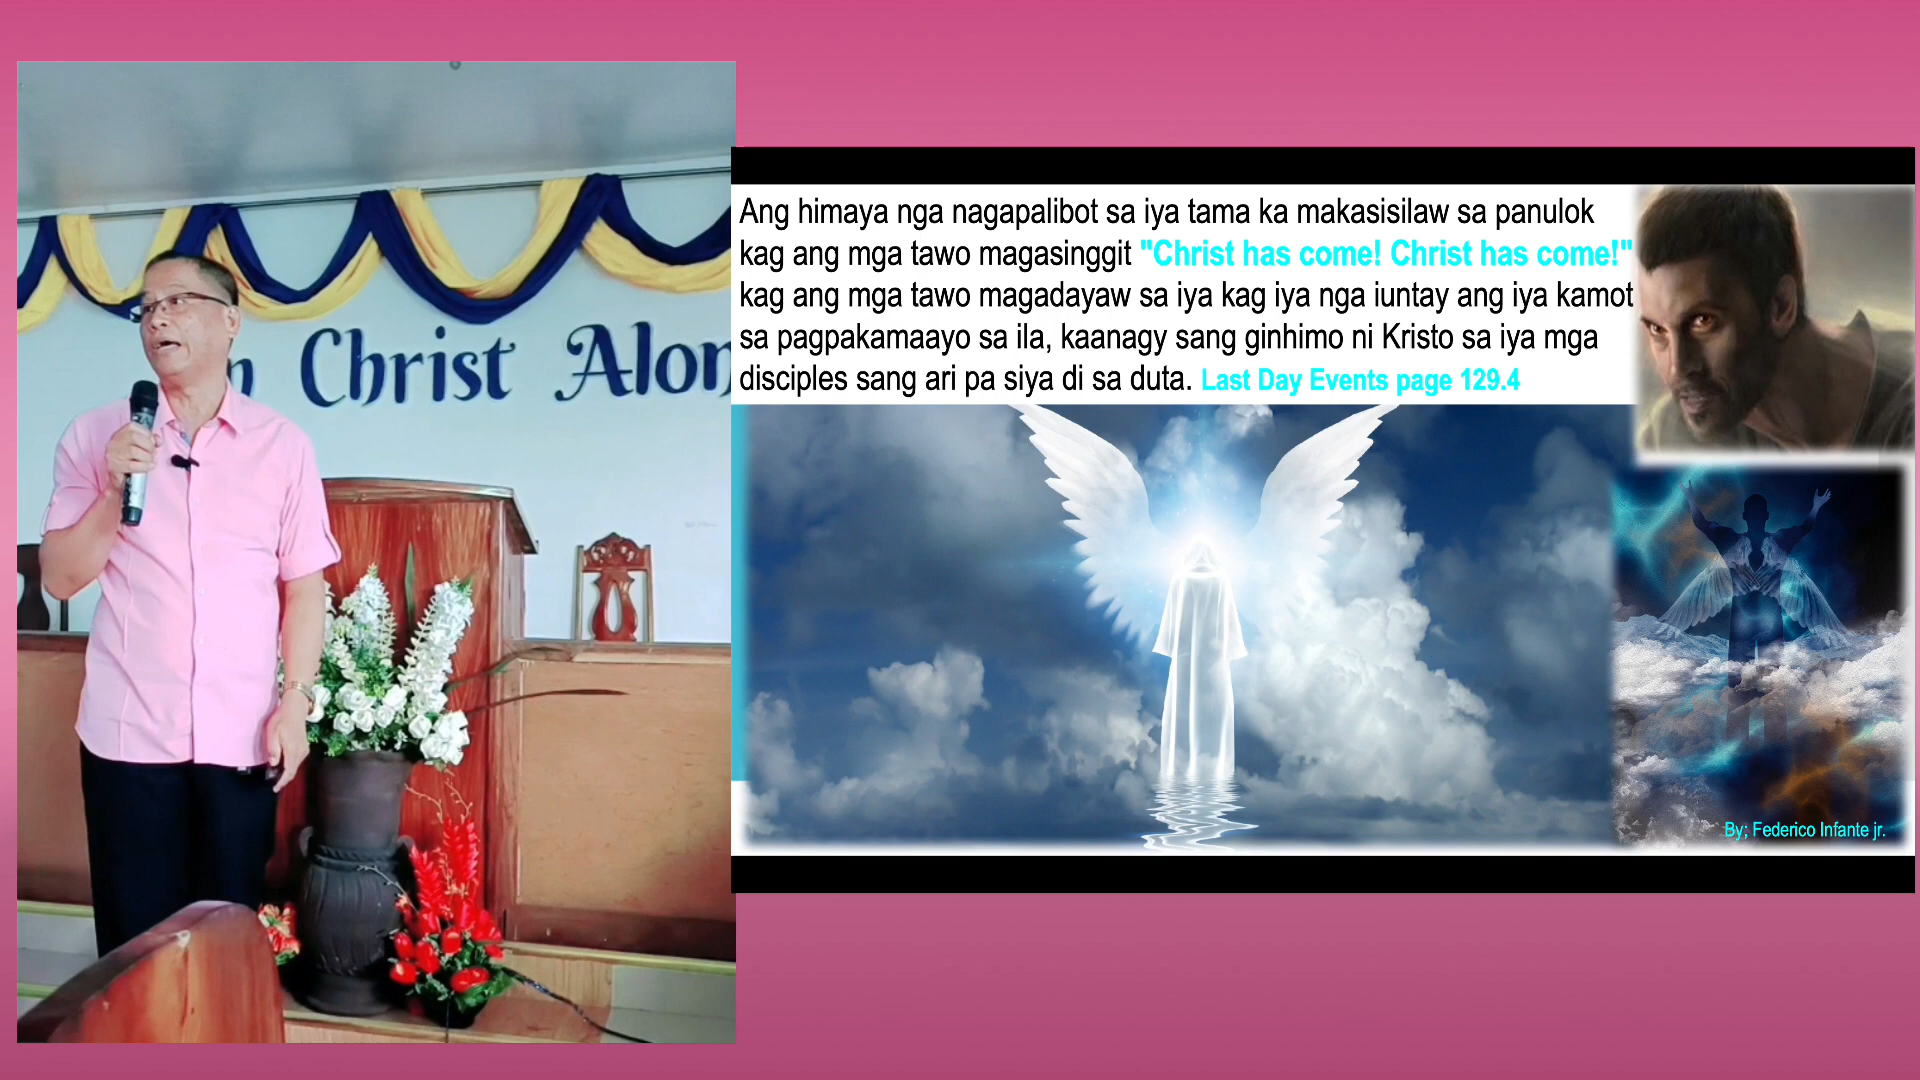 Christ Alon
Ang himaya nga nagapalibot sa iya tama ka makasisilaw sa panulok
kag ang mga tawo magasinggit "Christ has come! Christ has come!"
kag ang mga tawo magadayaw sa iya kag iya nga iuntay ang iya kamot
sa pagpakamaayo sa ila, kaanagy sang ginhimo ni Kristo sa iya mga
disciples sang ari pa siya di sa duta. Last Day Events page 129.4
By; Federico Infante jr.